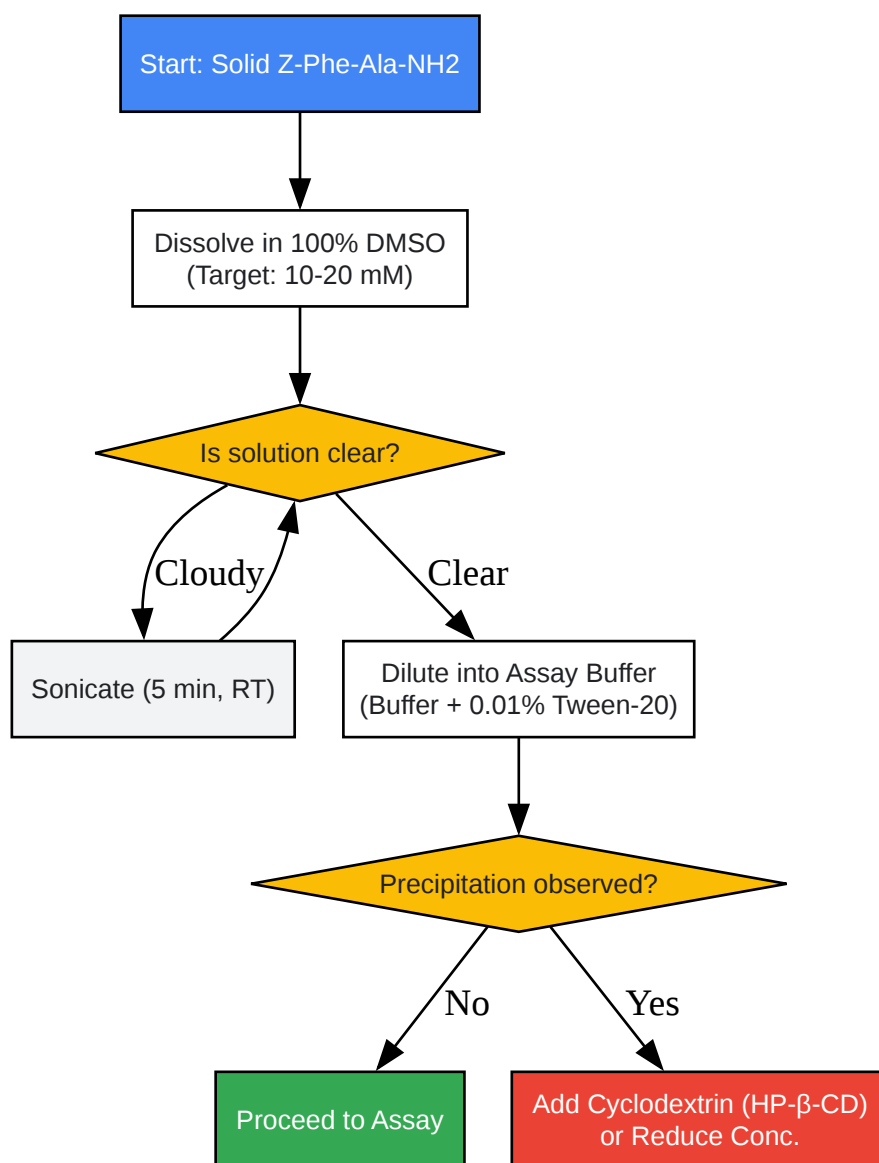 Start: Solid Z-Phe-Ala-NH2
Dissolve in 100% DMSO
(Target: 10-20 mM)
Is solution clear?
Cloudy
Clear
Sonicate (5 min, RT)
Dilute into Assay Buffer
(Buffer + 0.01% Tween-20)
Precipitation observed?
No
Yes
Proceed to Assay
Add Cyclodextrin (HP-β-CD)
or Reduce Conc.